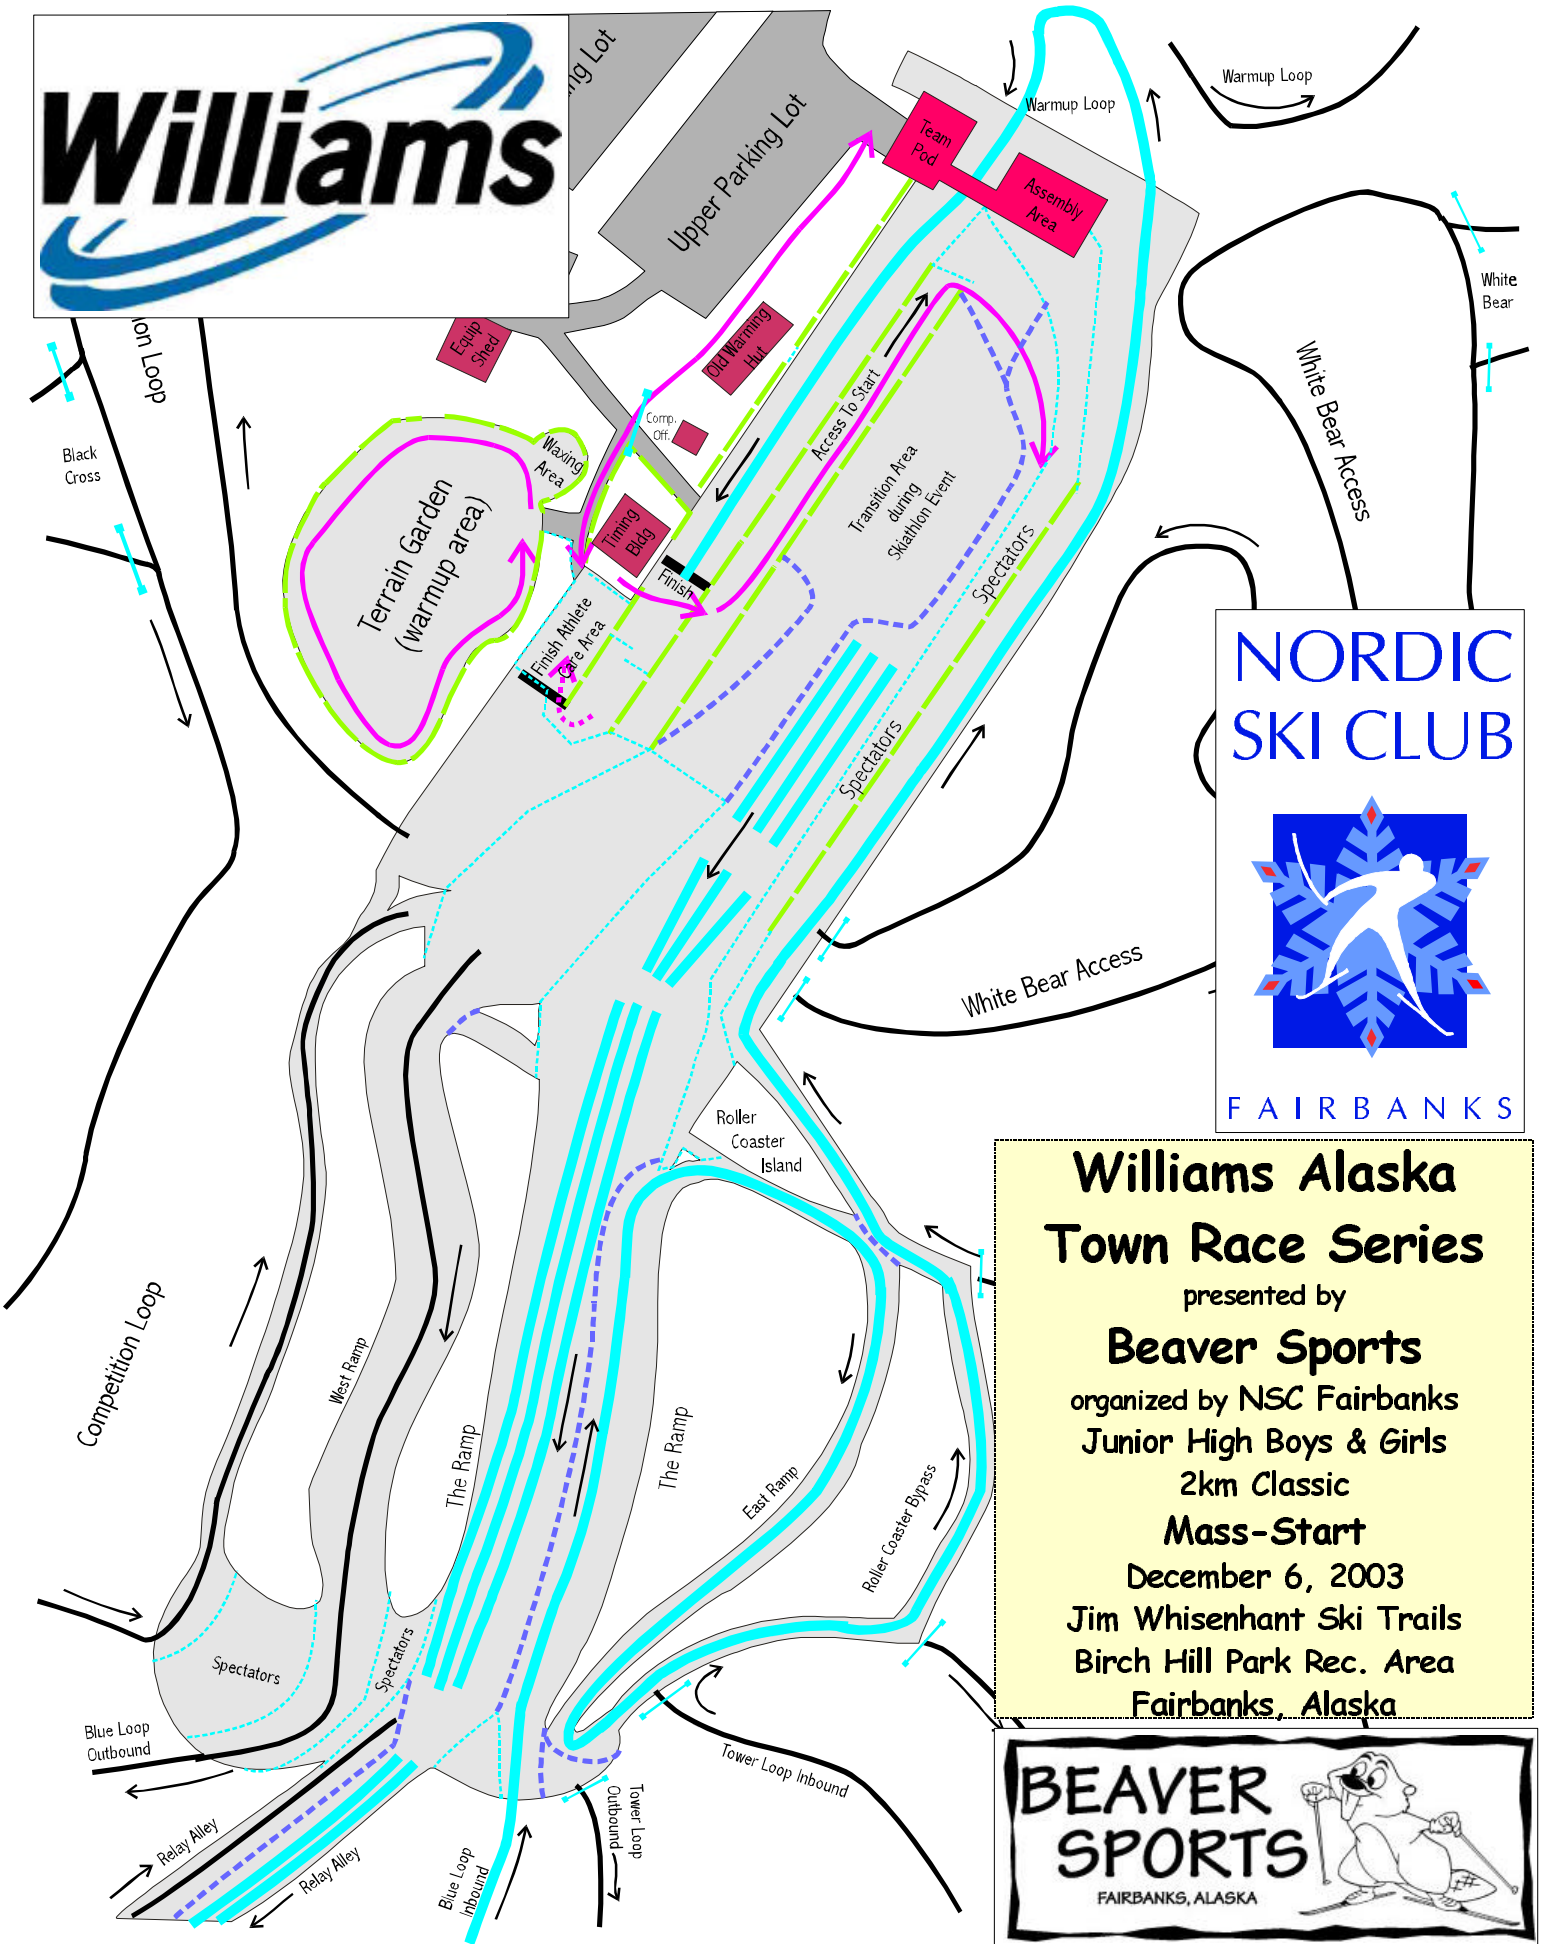 Williams
ng Lot
Upper Parking Lot
Team
Pod
Assembly
Area
Warmup Loop
Warmup Loop
White
Bear
White Bear Access
Equip
Shed
Old Warming
Hut
Comp.
Off.
Access To Start
Transition Area
during
Skiathlon Event
Waxing
Area
Terrain Garden
(warmup area)
Timing
Bldg
Finish
Finish Athlete
Care Area
Spectators
Spectators
ion Loop
Black
Cross
White Bear Access
Roller
Coaster
Island
Competition Loop
West Ramp
The Ramp
The Ramp
East Ramp
Roller Coaster Bypass
Spectators
Spectators
Blue Loop
Outbound
Relay Alley
Relay Alley
Blue Loop
Inbound
Tower Loop
Outbound
Tower Loop Inbound
NORDIC
SKI CLUB
FAIRBANKS
Williams Alaska
Town Race Series
presented by
Beaver Sports
organized by NSC Fairbanks
Junior High Boys & Girls
2km Classic
Mass-Start
December 6, 2003
Jim Whisenhant Ski Trails
Birch Hill Park Rec. Area
Fairbanks, Alaska
BEAVER
SPORTS
FAIRBANKS, ALASKA